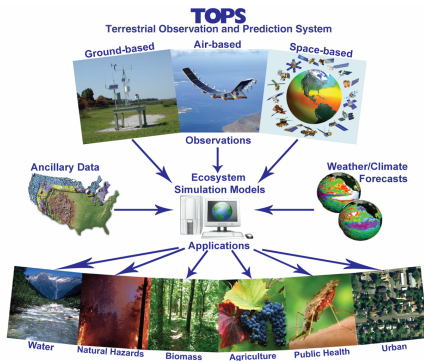 TOPS
Terrestrial Observation and Prediction System
Ground-based
Air-based
Space-based
Observations
Ancillary Data
Ecosystem
Simulation Models
Weather/Climate
Forecasts
Applications
Water
Natural Hazards
Biomass
Agriculture
Public Health
Urban